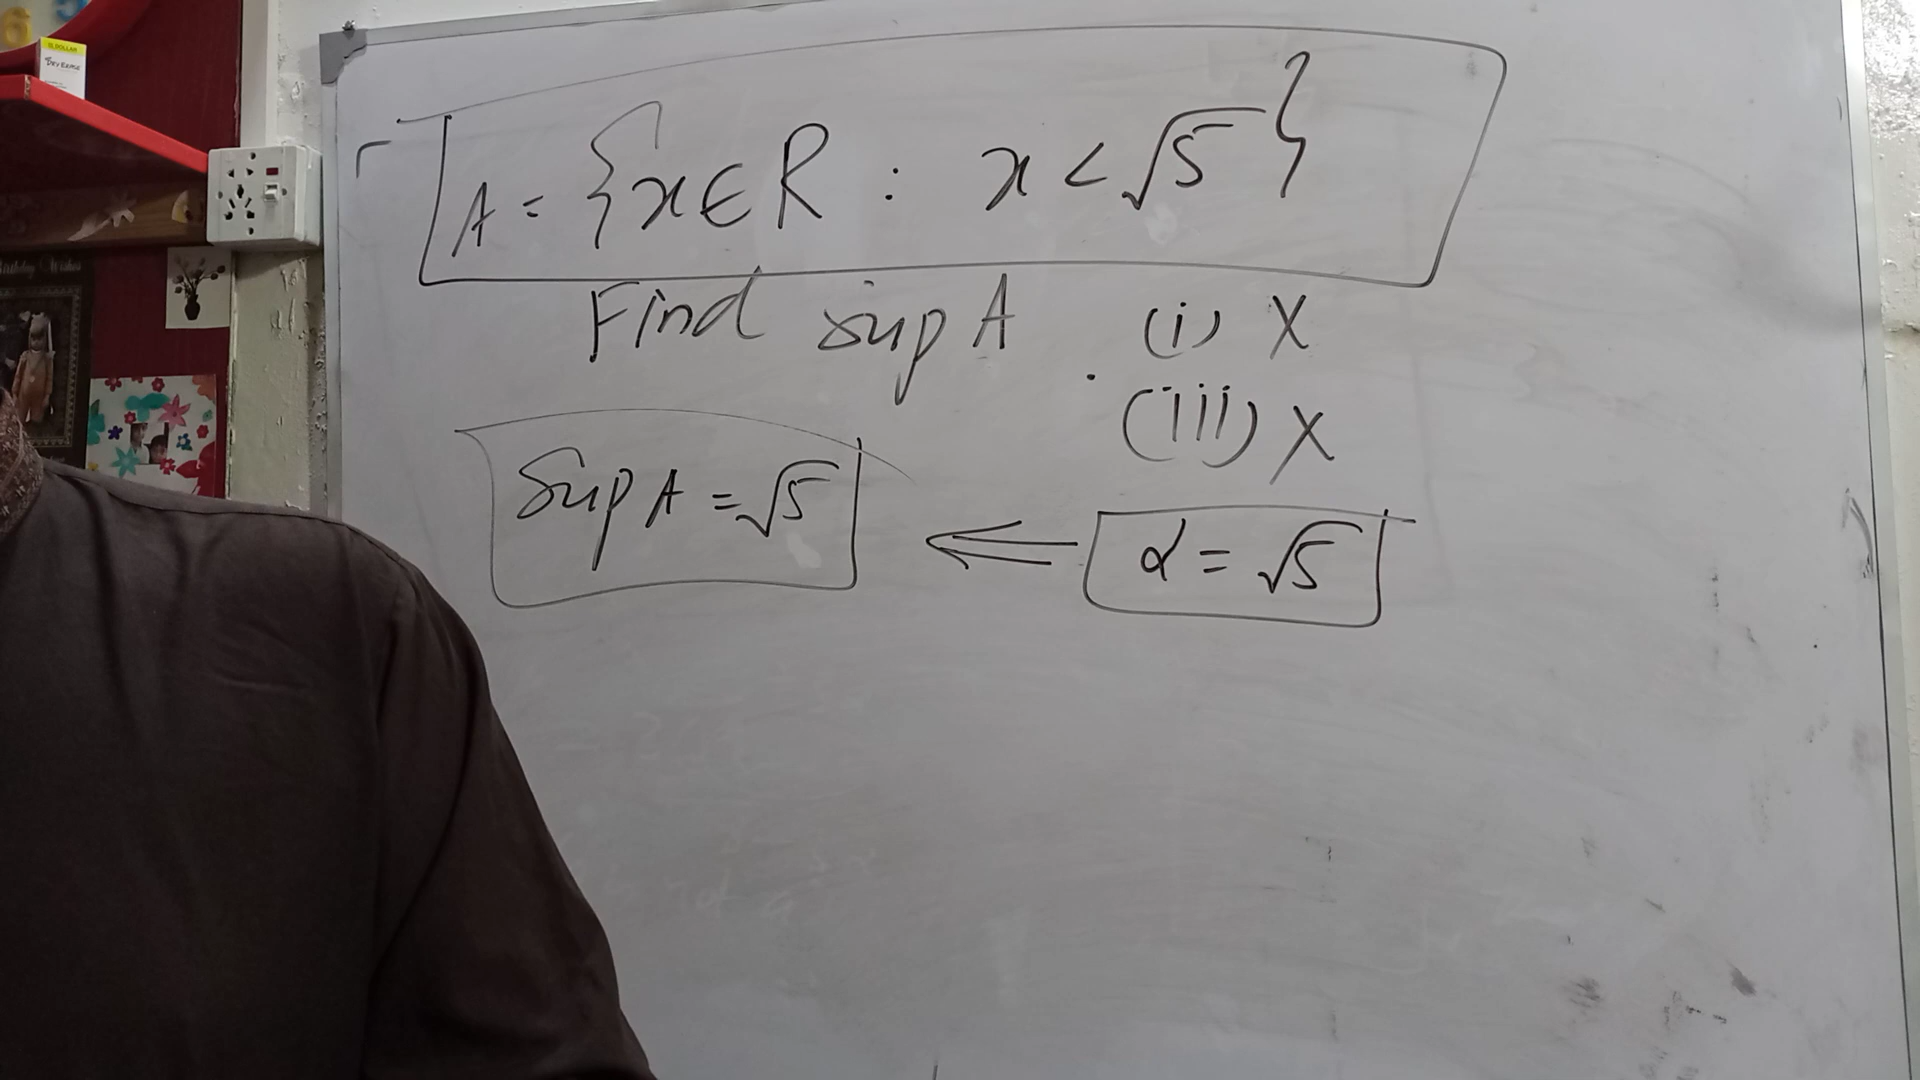 A = {x ∈ R : x < √5}
Find sup A (i) X
(iii) X
Sup A = √5 ⇐ α = √5